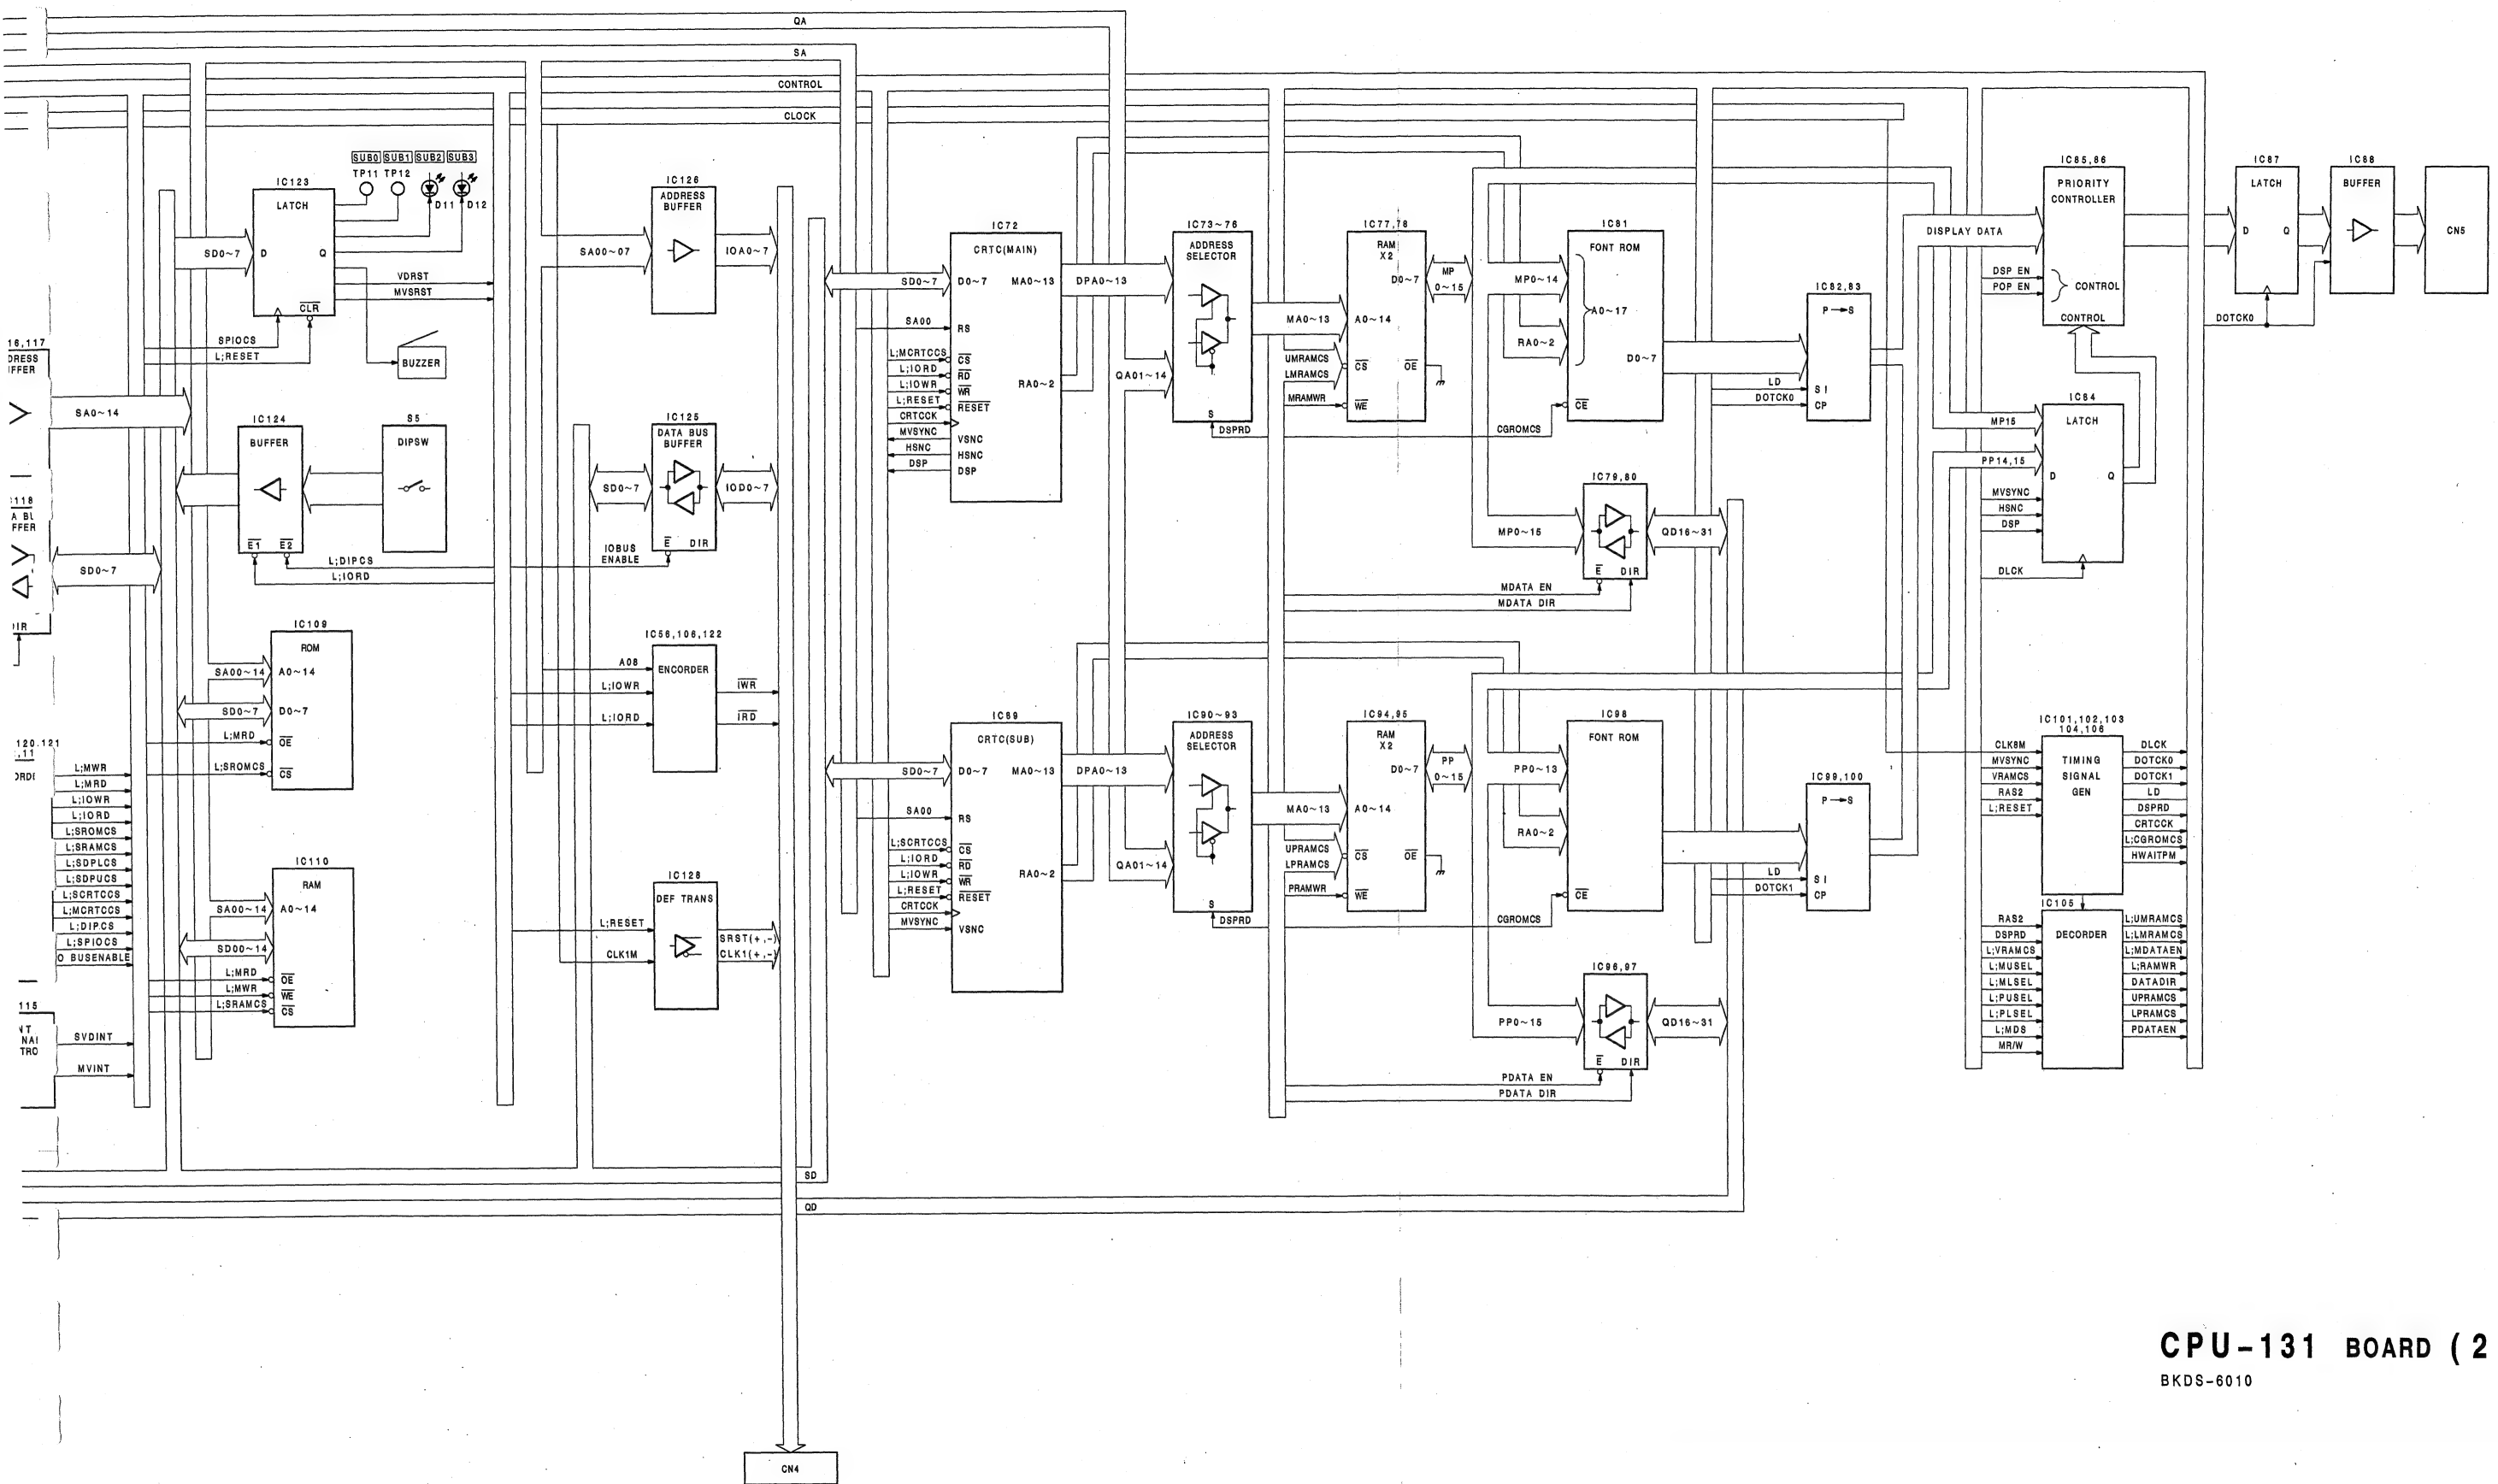 QA
SA
CONTROL
CLOCK
SUB0 SUB1 SUB2 SUB3
TP11 TP12
D11 D12
IC123
LATCH
SD0~7
D
Q
CLR
VDRST
MVSRST
SPIOCS
L;RESET
BUZZER
16,117
SA0~14
IC124
BUFFER
E1 E2
S5
DIPSW
L;DIPCS
L;IORD
118
SD0~7
IC109
ROM
SA00~14
A0~14
SD0~7
D0~7
L;MRD
OE
L;SROMCS
CS
120,121
L;MWR
L;MRD
L;IOWR
L;IORD
L;SROMCS
L;SRAMCS
L;SDPLCS
L;SDPUCS
L;SCRTCCS
L;MCRTCCS
L;DIPCS
L;SPIOCS
O BUSENABLE
IC110
RAM
SA00~14
A0~14
SD00~14
L;MRD
OE
L;MWR
WE
L;SRAMCS
CS
115
SVDINT
MVINT
IC126
ADDRESS
BUFFER
SA00~07
IOA0~7
IC125
DATA BUS
BUFFER
SD0~7
IOD0~7
E DIR
IOBUS
ENABLE
IC56,106,122
ENCORDER
A08
L;IOWR
L;IORD
IWR
IRD
IC128
DEF TRANS
L;RESET
CLK1M
SRST(+,-)
CLK1(+,-)
IC72
CRTC(MAIN)
SD0~7
D0~7
MA0~13
DPA0~13
SA00
RS
L;MCRTCCS
CS
L;IORD
RD
L;IOWR
WR
RA0~2
L;RESET
RESET
CRTCCK
MVSYNC
VSNC
HSNC
HSNC
DSP
DSP
IC73~76
ADDRESS
SELECTOR
QA01~14
S
DSPRD
MA0~13
IC77,78
RAM
X2
D0~7
MP
0~15
A0~14
UMRAMCS
LMRAMCS
CS
OE
MRAMWR
WE
IC81
FONT ROM
MP0~14
A0~17
RA0~2
D0~7
CE
CGROMCS
IC82,83
P→S
LD
SI
DOTCK0
CP
IC79,80
MP0~15
QD16~31
E DIR
MDATA EN
MDATA DIR
IC69
CRTC(SUB)
SD0~7
D0~7
MA0~13
DPA0~13
SA00
RS
L;SCRTCCS
CS
L;IORD
RD
L;IOWR
WR
RA0~2
L;RESET
RESET
CRTCCK
MVSYNC
VSNC
IC90~93
ADDRESS
SELECTOR
QA01~14
S
DSPRD
MA0~13
IC94,95
RAM
X2
D0~7
PP
0~15
A0~14
UPRAMCS
LPRAMCS
CS
OE
PRAMWR
WE
IC98
FONT ROM
PP0~13
RA0~2
CE
CGROMCS
IC99,100
P→S
LD
SI
DOTCK1
CP
IC96,97
PP0~15
QD16~31
E DIR
PDATA EN
PDATA DIR
IC85,86
PRIORITY
CONTROLLER
DISPLAY DATA
DSP EN
POP EN
CONTROL
CONTROL
IC87
LATCH
D Q
IC88
BUFFER
CN5
DOTCK0
IC84
LATCH
MP15
PP14,15
D
Q
MVSYNC
HSNC
DSP
DLCK
IC101,102,103
104,106
TIMING
SIGNAL
GEN
CLK8M
MVSYNC
VRAMCS
RAS2
L;RESET
DLCK
DOTCK0
DOTCK1
LD
DSPRD
CRTCCK
L;CGROMCS
HWAITPM
IC105
DECORDER
RAS2
DSPRD
L;VRAMCS
L;MUSEL
L;MLSEL
L;PUSEL
L;PLSEL
L;MDS
MR/W
L;UMRAMCS
L;LMRAMCS
L;MDATAEN
L;RAMWR
DATADIR
UPRAMCS
LPRAMCS
PDATAEN
SD
QD
CN4
CPU-131 BOARD (2
BKDS-6010